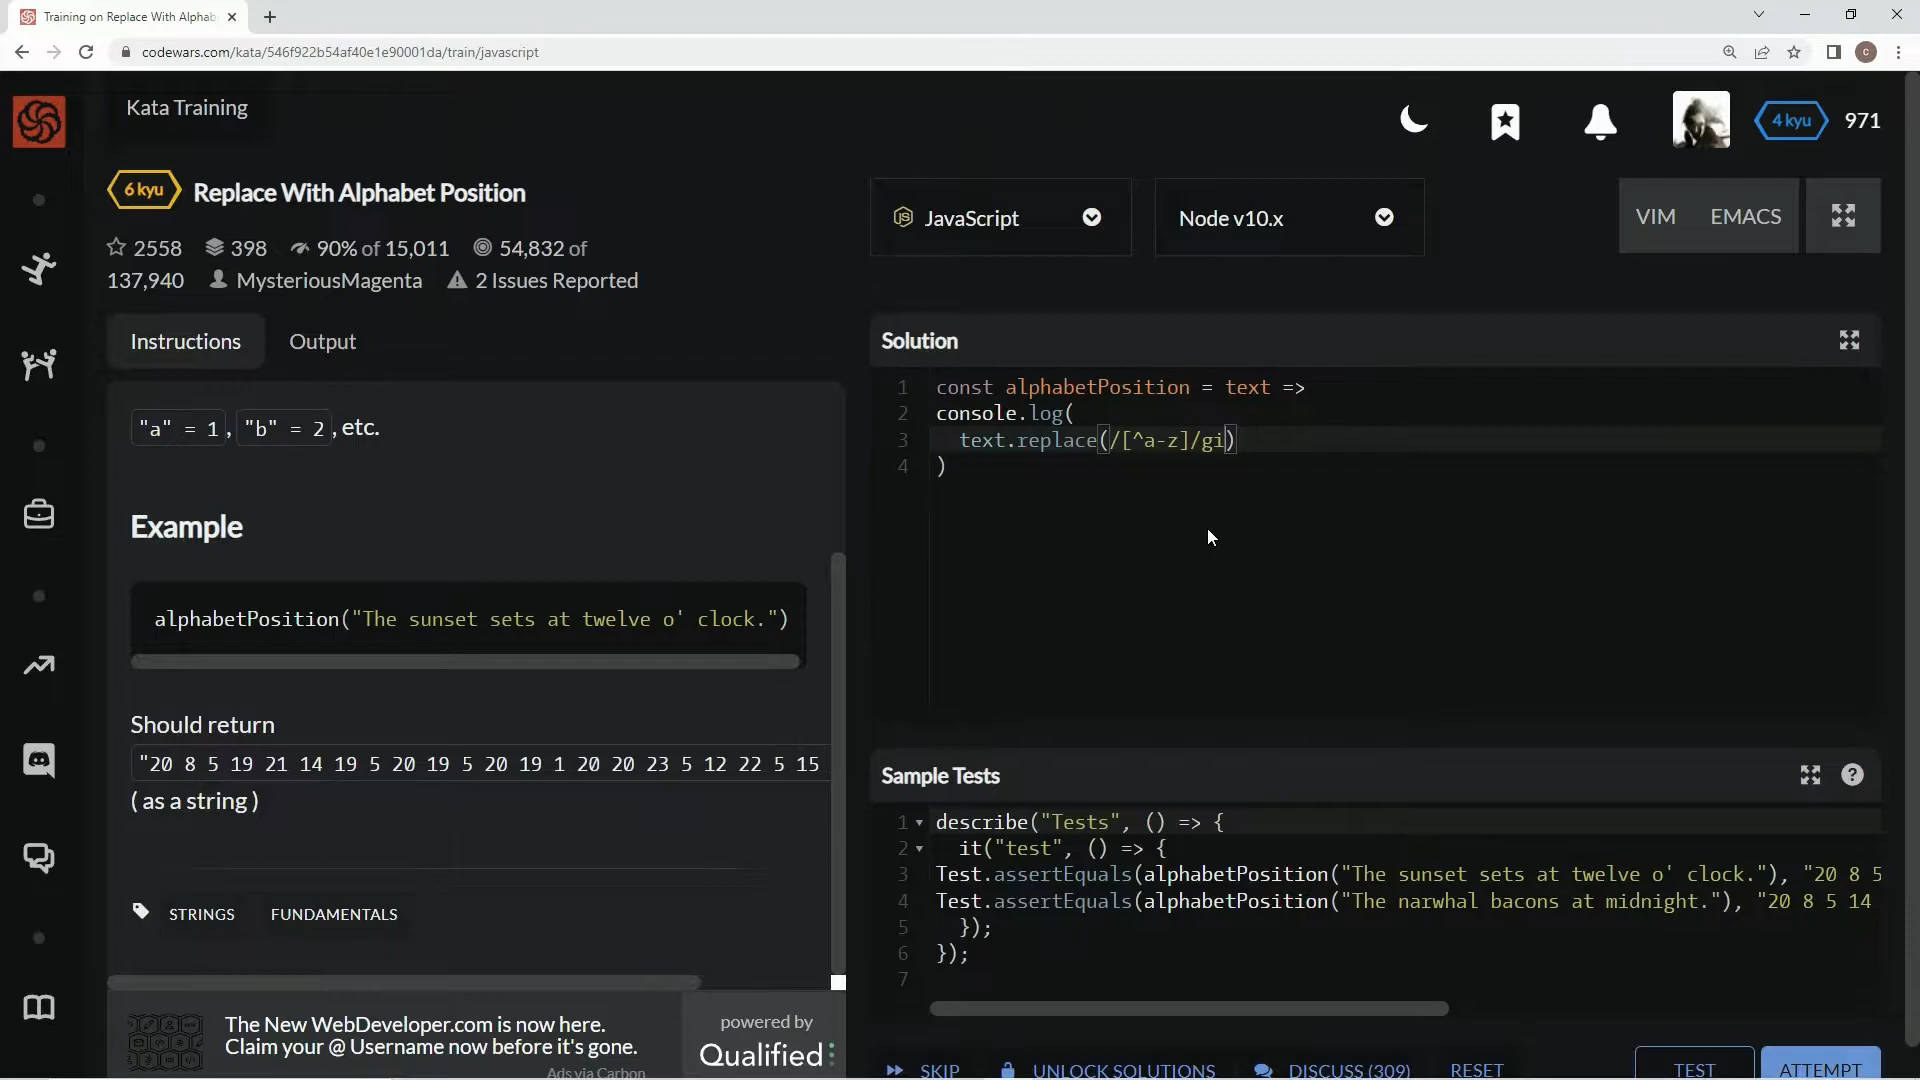 Training on Replace With Alphab
codewars.com/kata/546f922b54af40e1e90001da/train/javascript
C
Kata Training
4 kyu
971
6 kyu
Replace With Alphabet Position
2558 398 90% of 15,011 54,832 of
137,940 MysteriousMagenta 2 Issues Reported
JavaScript
Node v10.x
VIM EMACS
Instructions
Output
"a" = 1, "b" = 2, etc.
Example
alphabetPosition("The sunset sets at twelve o' clock.")
Should return
"20 8 5 19 21 14 19 5 20 19 5 20 19 1 20 20 23 5 12 22 5 15
( as a string )
STRINGS
FUNDAMENTALS
The New WebDeveloper.com is now here.
Claim your @ Username now before it's gone.
Ads via Carbon
powered by
Qualified
Solution
1 const alphabetPosition = text =>
2 console.log(
3 text.replace(/[^a-z]/gi)
4 )
Sample Tests
?
1 describe("Tests", () => {
2 it("test", () => {
3 Test.assertEquals(alphabetPosition("The sunset sets at twelve o' clock."), "20 8 5
4 Test.assertEquals(alphabetPosition("The narwhal bacons at midnight."), "20 8 5 14
5 });
6 });
7
SKIP
UNLOCK SOLUTIONS
DISCUSS (309)
RESET
TEST
ATTEMPT